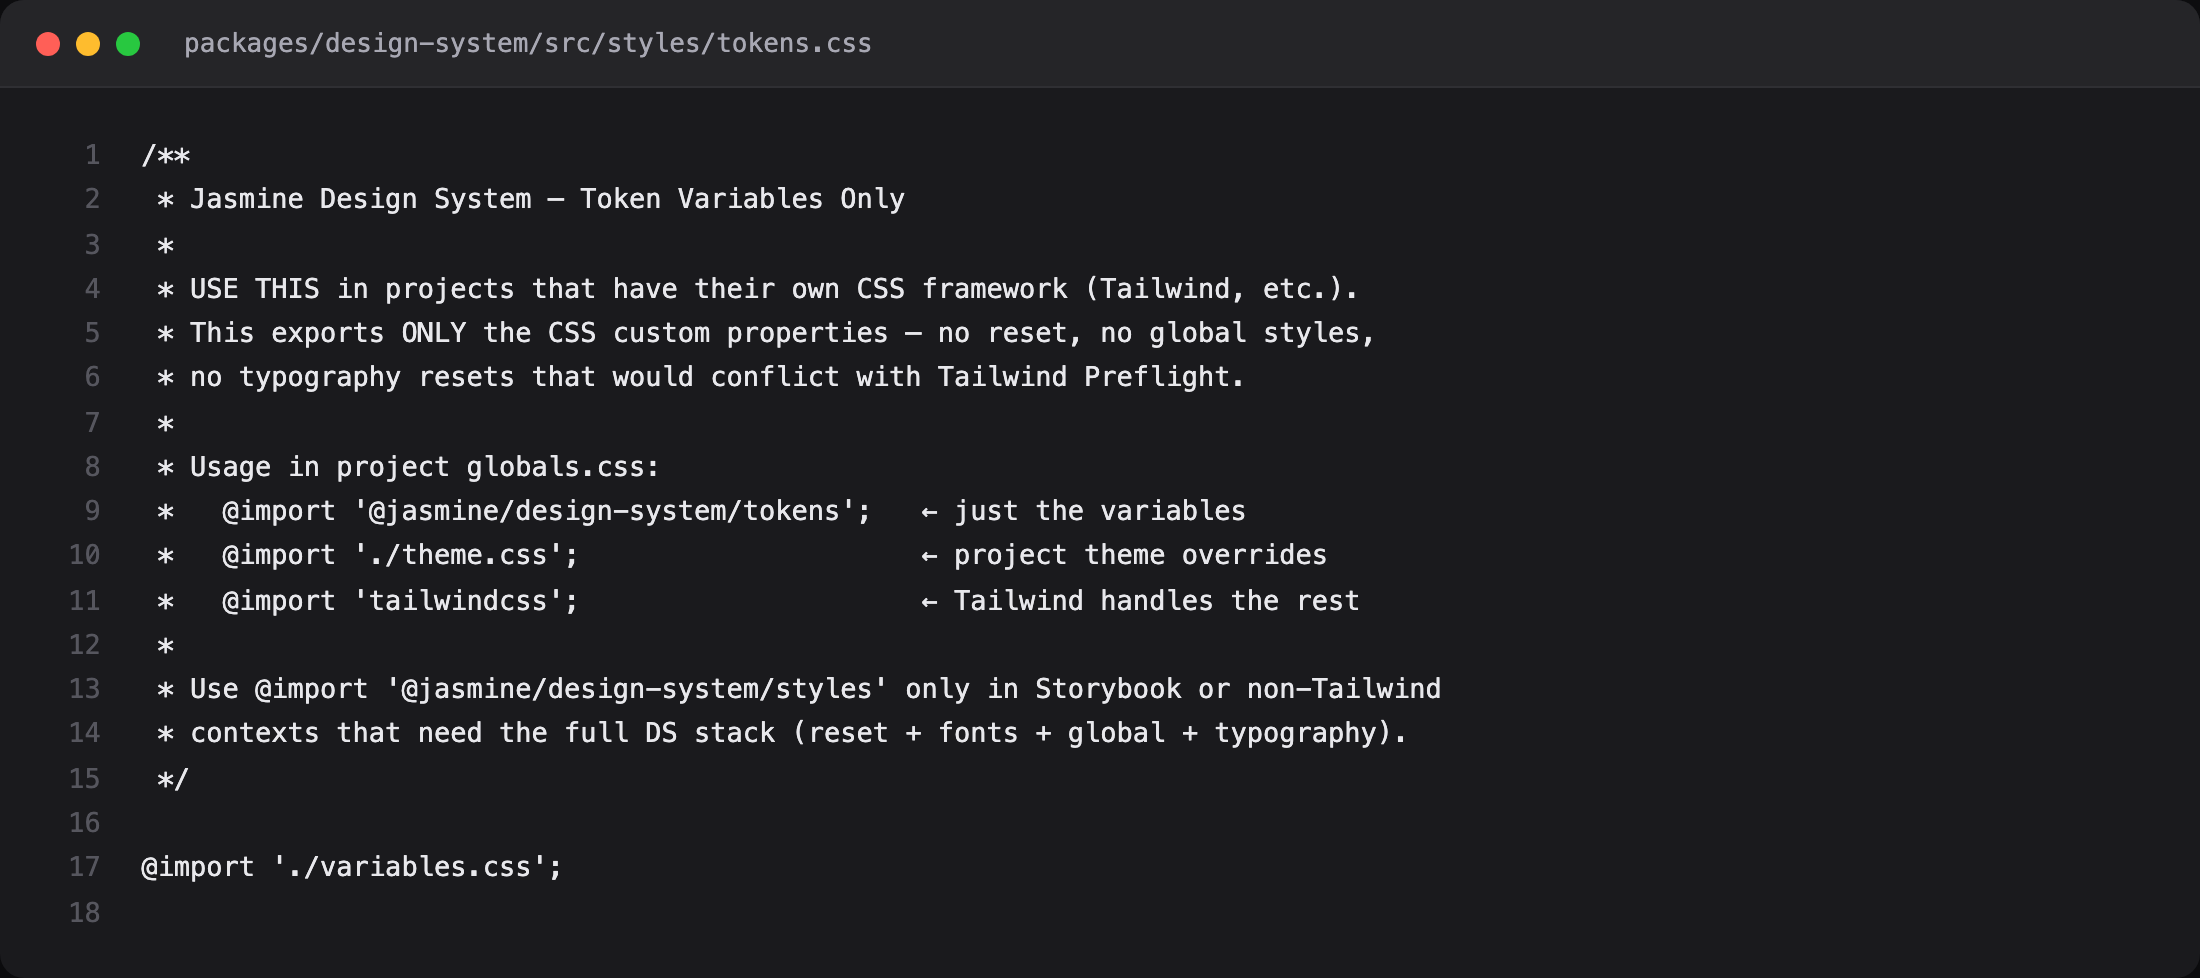 packages/design-system/src/styles/tokens.css
1 /**
2  * Jasmine Design System — Token Variables Only
3  *
4  * USE THIS in projects that have their own CSS framework (Tailwind, etc.).
5  * This exports ONLY the CSS custom properties — no reset, no global styles,
6  * no typography resets that would conflict with Tailwind Preflight.
7  *
8  * Usage in project globals.css:
9  *   @import '@jasmine/design-system/tokens';   ← just the variables
10  *   @import './theme.css';                     ← project theme overrides
11  *   @import 'tailwindcss';                     ← Tailwind handles the rest
12  *
13  * Use @import '@jasmine/design-system/styles' only in Storybook or non-Tailwind
14  * contexts that need the full DS stack (reset + fonts + global + typography).
15  */
16
17 @import './variables.css';
18